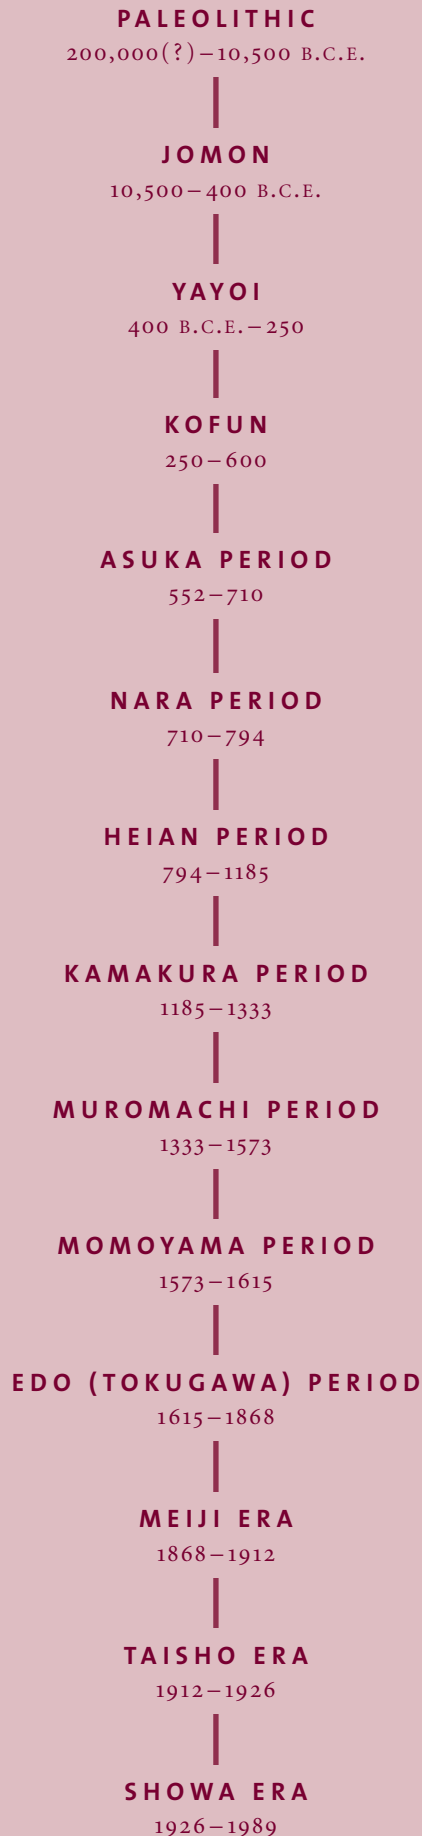 PALEOLITHIC
200,000(?)–10,500 B.C.E.
JOMON
10,500–400 B.C.E.
YAYOI
400 B.C.E.–250
KOFUN
250–600
ASUKA PERIOD
552–710
NARA PERIOD
710–794
HEIAN PERIOD
794–1185
KAMAKURA PERIOD
1185–1333
MUROMACHI PERIOD
1333–1573
MOMOYAMA PERIOD
1573–1615
EDO (TOKUGAWA) PERIOD
1615–1868
MEIJI ERA
1868–1912
TAISHO ERA
1912–1926
SHOWA ERA
1926–1989